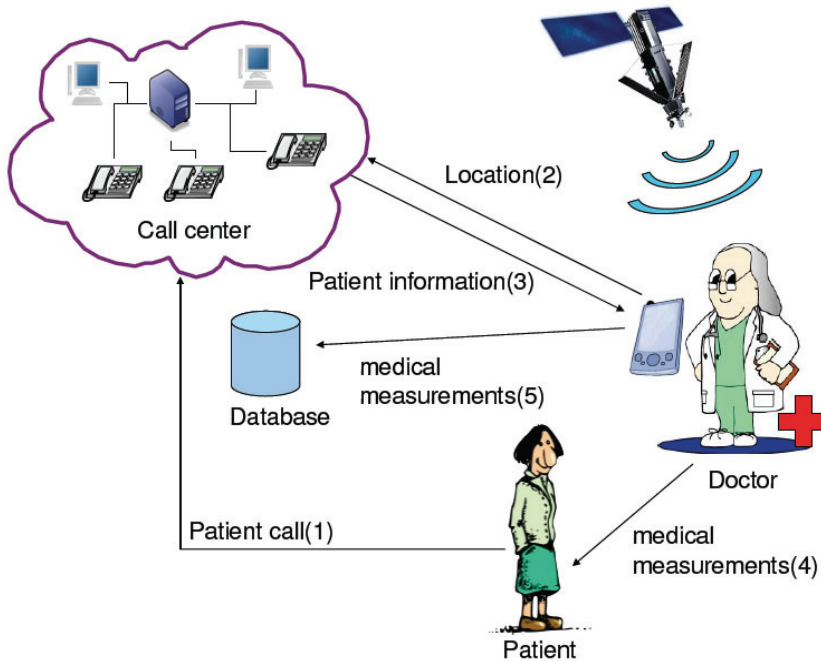 Call center
Location(2)
Patient information(3)
medical
measurements(5)
Database
Doctor
Patient call(1)
medical
measurements(4)
Patient